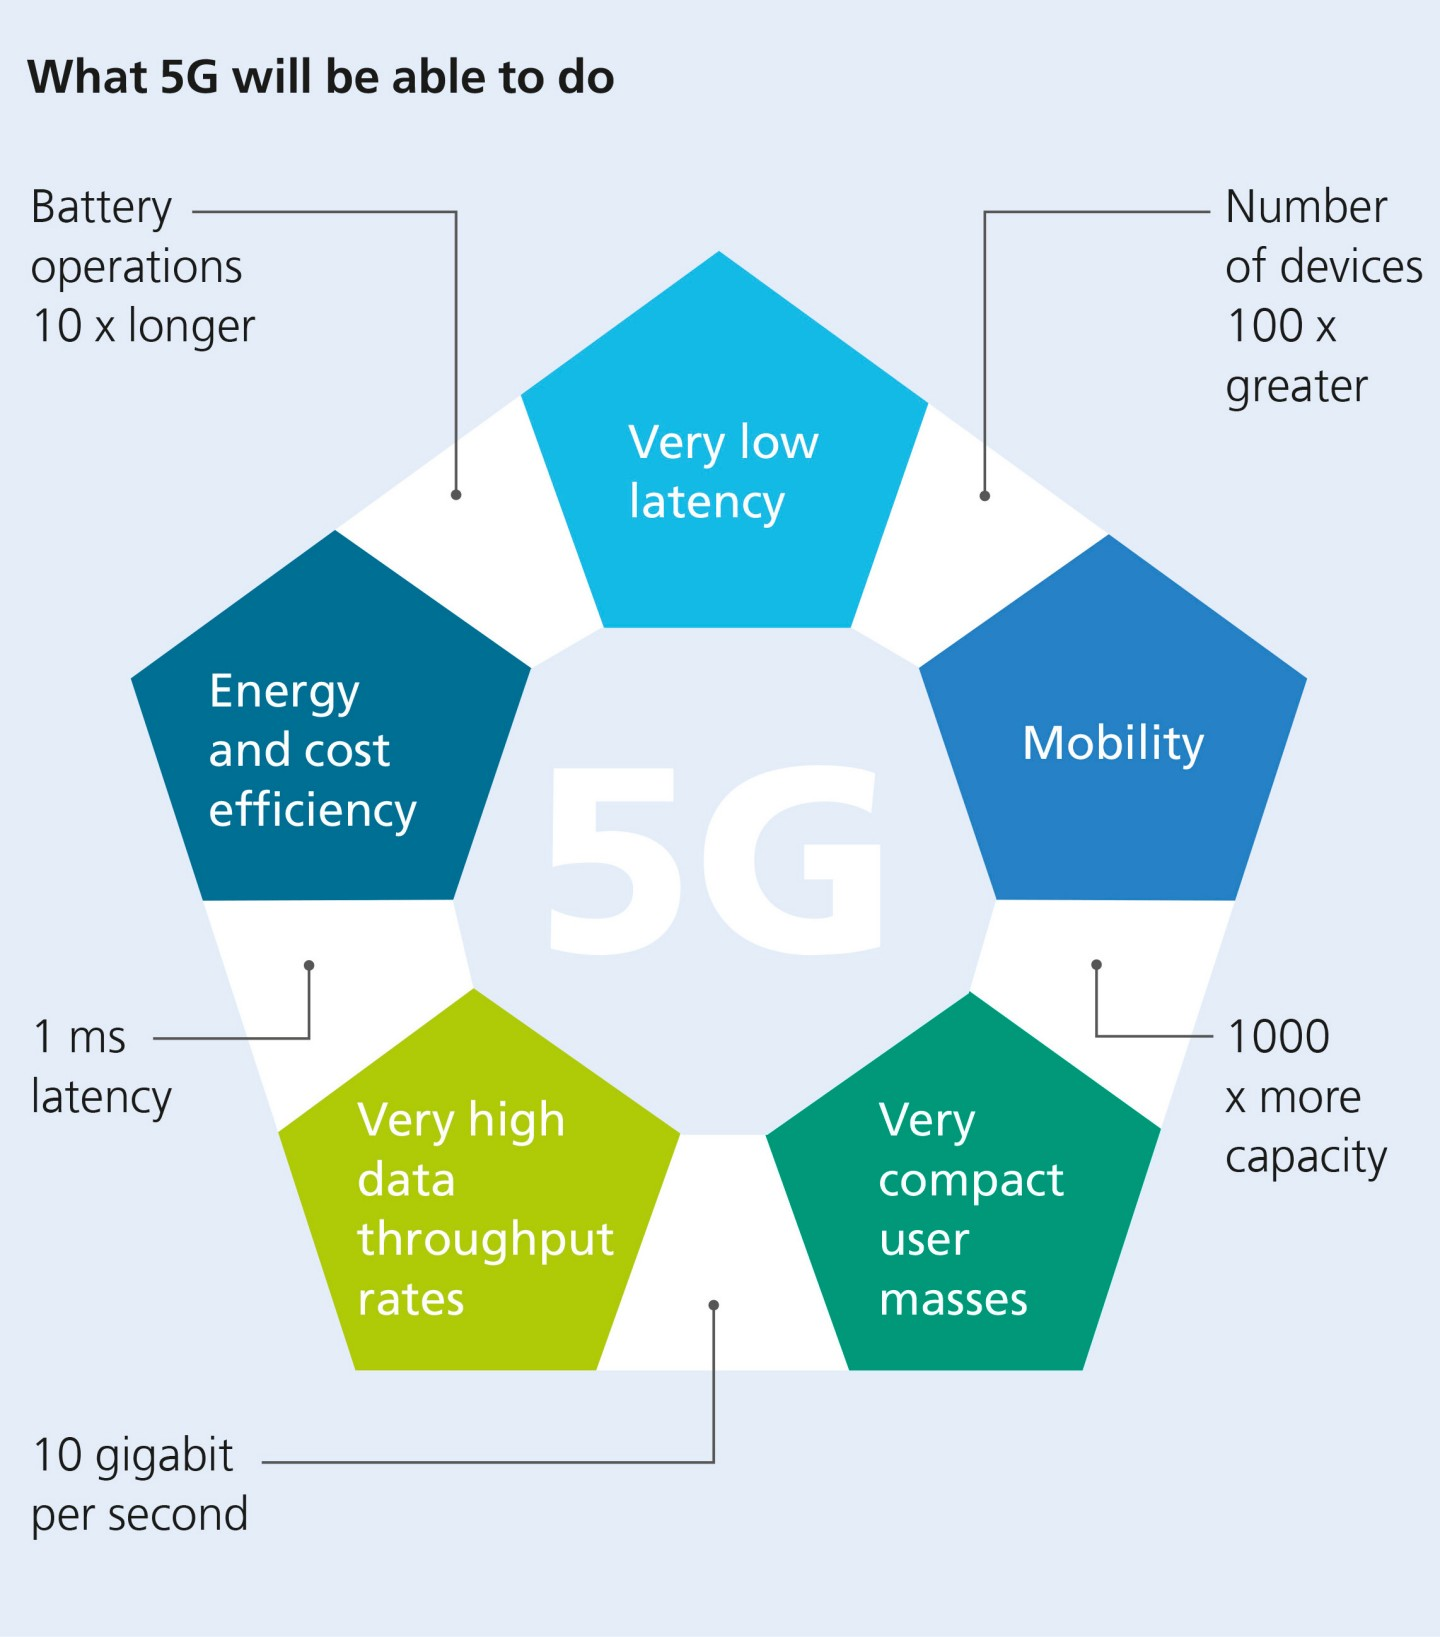 What 5G will be able to do
Battery
operations
10 x longer
Number
of devices
100 x
greater
Very low
latency
Energy
and cost
efficiency
Mobility
5G
1 ms
latency
1000
x more
capacity
Very high
data
throughput
rates
Very
compact
user
masses
10 gigabit
per second